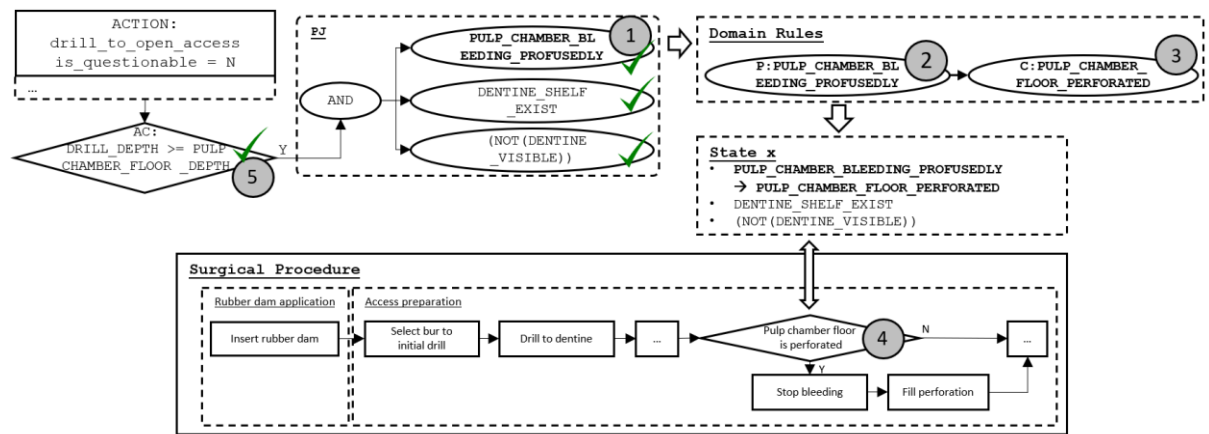 ACTION:
drill_to_open_access
is_questionable = N
…
AC:
DRILL_DEPTH >= PULP
CHAMBER_FLOOR _DEPTH
5
Y
PJ
AND
1
PULP_CHAMBER_BL
EEDING_PROFUSEDLY
DENTINE_SHELF
_EXIST
(NOT(DENTINE
_VISIBLE))
Domain Rules
P:PULP_CHAMBER_BL
EEDING_PROFUSEDLY
2
C:PULP_CHAMBER_
FLOOR_PERFORATED
3
State x
• PULP_CHAMBER_BLEEDING_PROFUSEDLY
→ PULP_CHAMBER_FLOOR_PERFORATED
• DENTINE_SHELF_EXIST
• (NOT(DENTINE_VISIBLE))
Surgical Procedure
Rubber dam application
Insert rubber dam
Access preparation
Select bur to
initial drill
Drill to dentine
...
Pulp chamber floor
is perforated
4
N
...
Y
Stop bleeding
Fill perforation